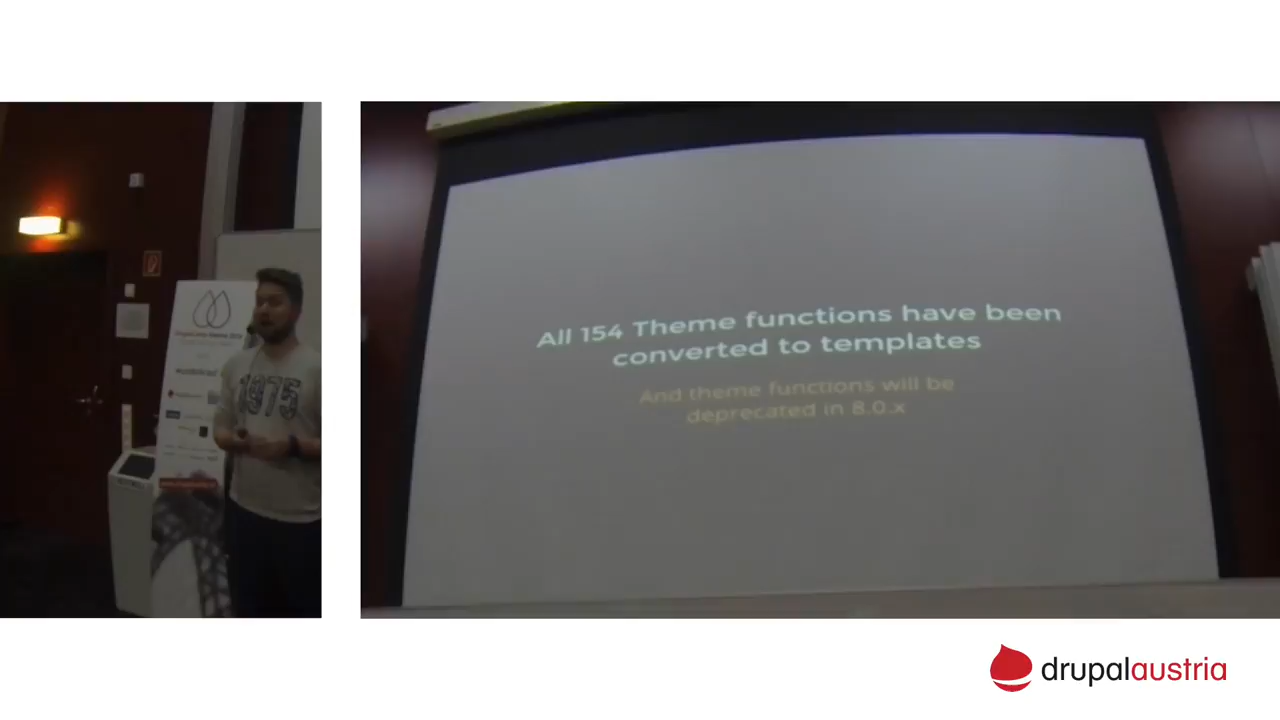 1975
All 154 Theme functions have been
converted to templates
And theme functions will be
deprecated in 8.0.x
drupalaustria